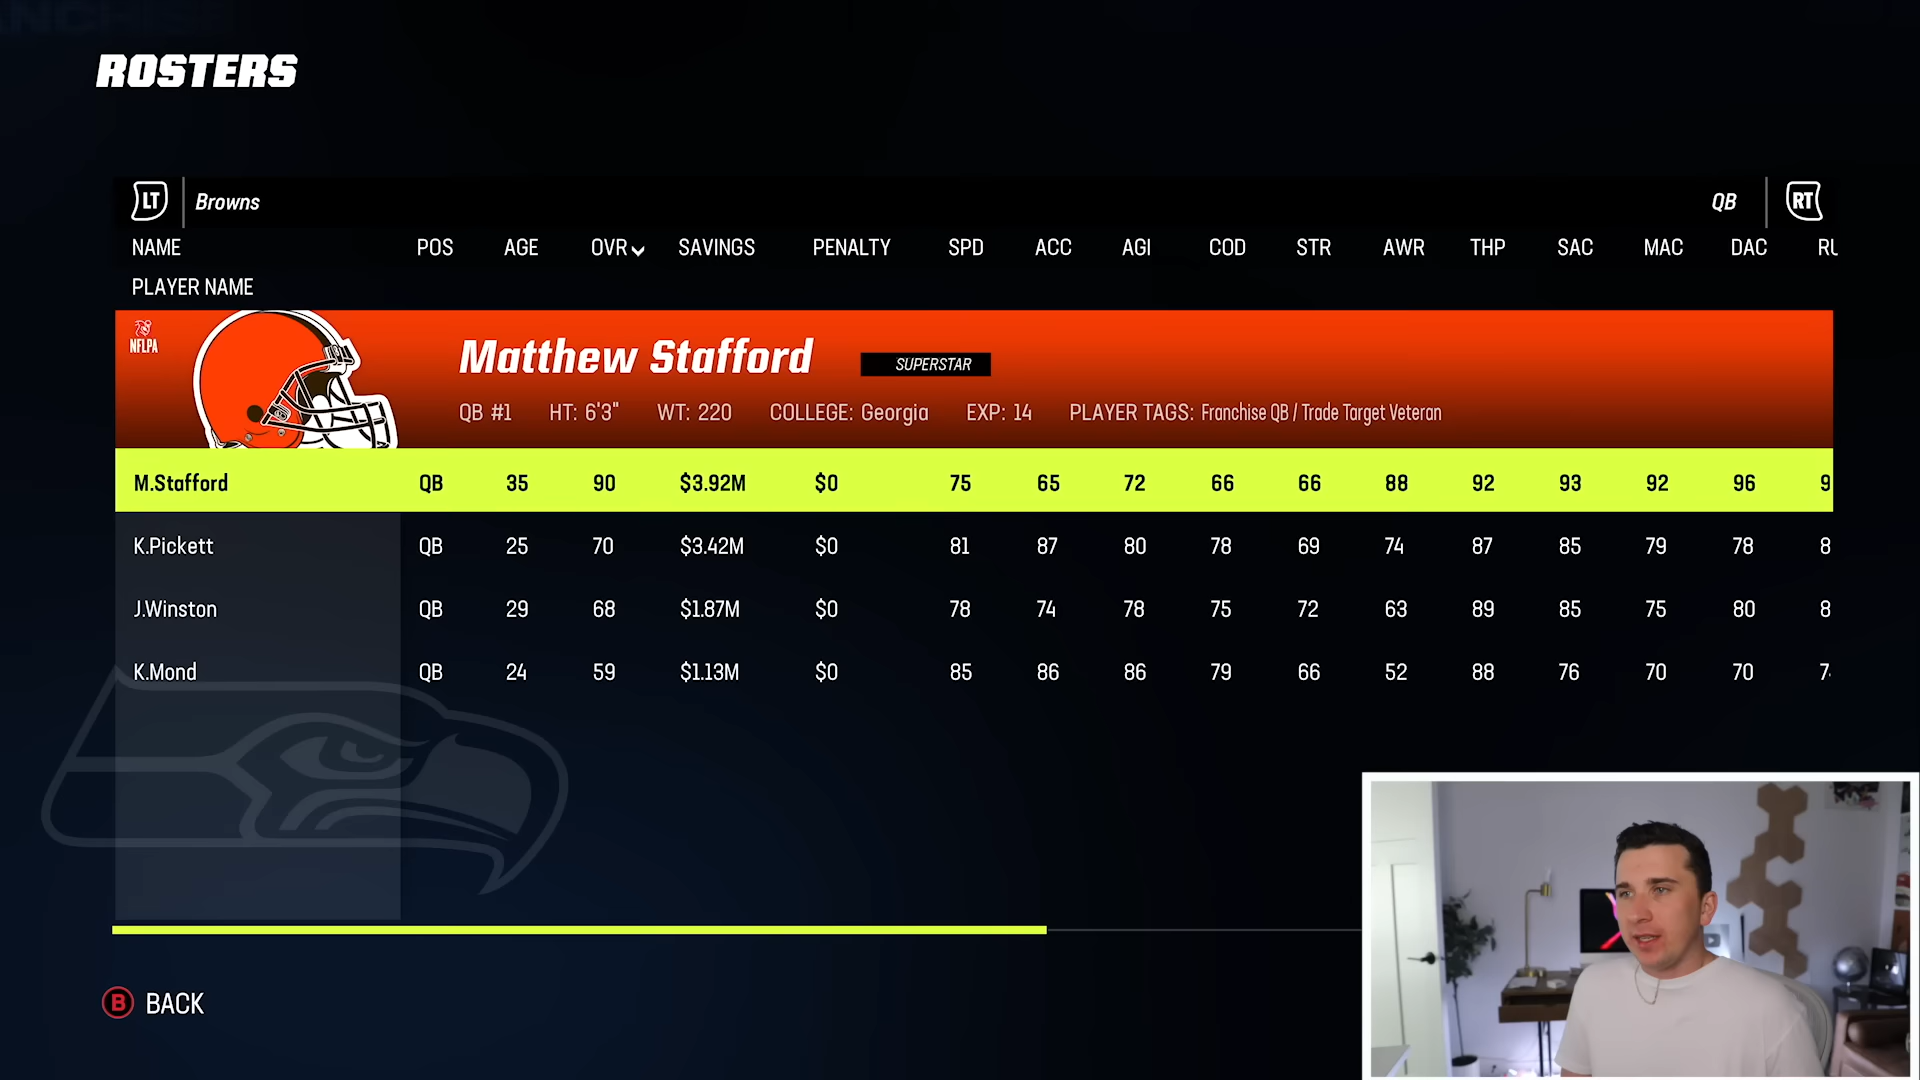 ROSTERS
LT Browns QB RT
NAME POS AGE OVR SAVINGS PENALTY SPD ACC AGI COD STR AWR THP SAC MAC DAC RU
PLAYER NAME
NFLPA
Matthew Stafford SUPERSTAR
QB #1 HT: 6'3" WT: 220 COLLEGE: Georgia EXP: 14 PLAYER TAGS: Franchise QB / Trade Target Veteran
M.Stafford QB 35 90 $3.92M $0 75 65 72 66 66 88 92 93 92 96 9
K.Pickett QB 25 70 $3.42M $0 81 87 80 78 69 74 87 85 79 78 8
J.Winston QB 29 68 $1.87M $0 78 74 78 75 72 63 89 85 75 80 8
K.Mond QB 24 59 $1.13M $0 85 86 86 79 66 52 88 76 70 70 7
B BACK